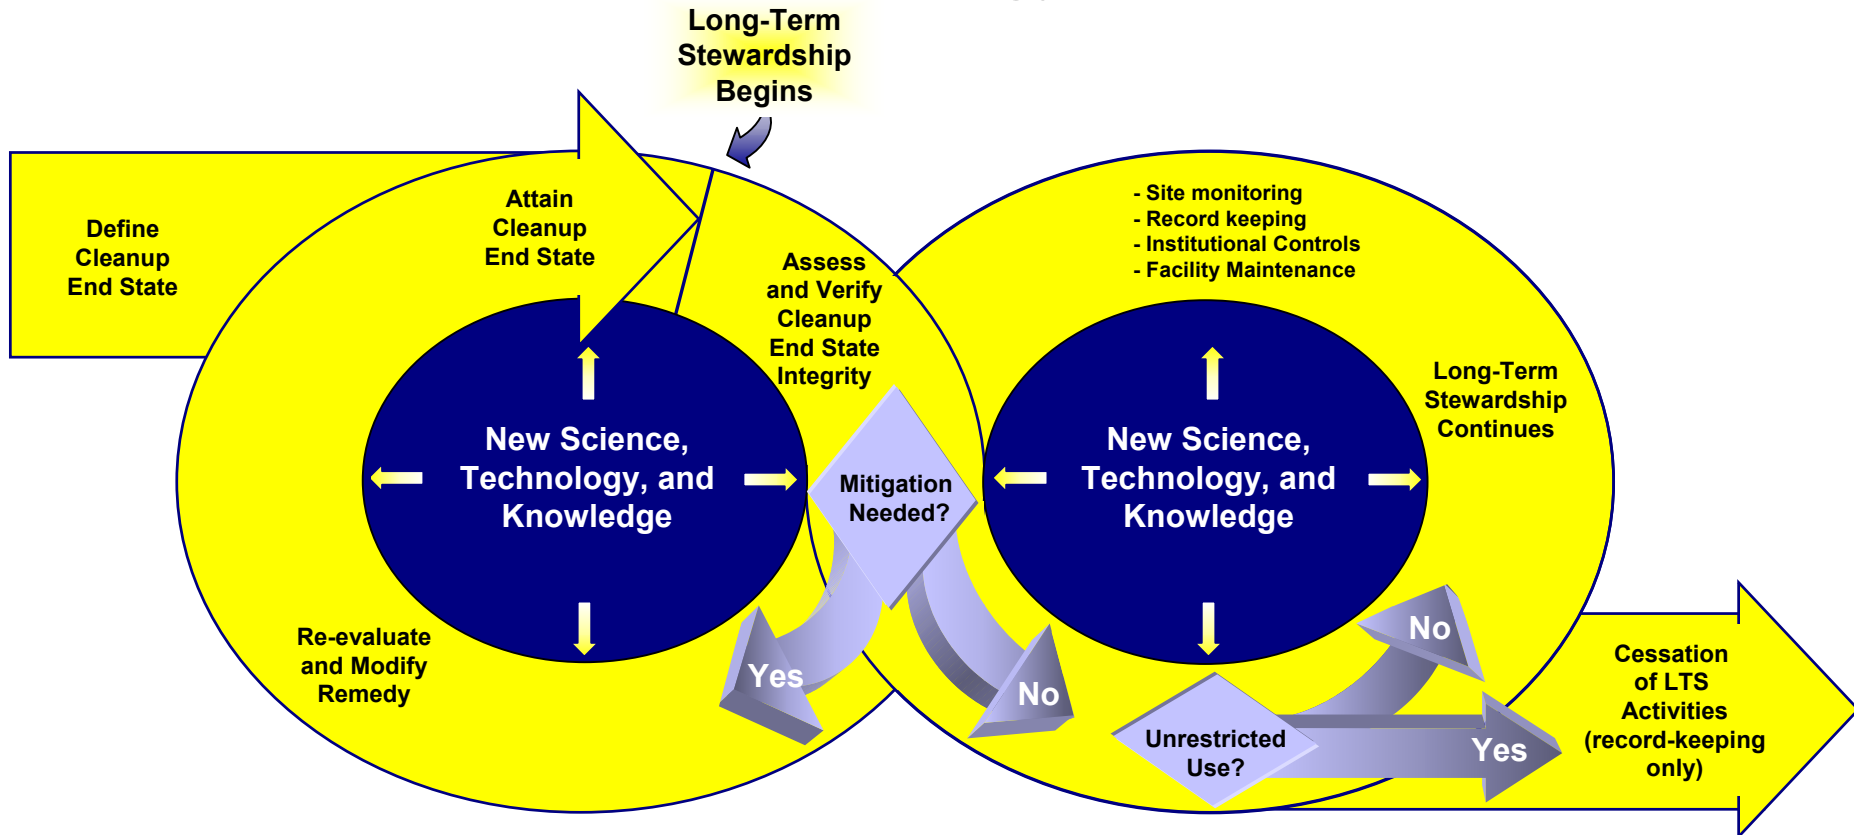 Long-Term
Stewardship
Begins
Define
Cleanup
End State
Attain
Cleanup
End State
Assess
and Verify
Cleanup
End State
Integrity
- Site monitoring
- Record keeping
- Institutional Controls
- Facility Maintenance
Long-Term
Stewardship
Continues
New Science,
Technology, and
Knowledge
Mitigation
Needed?
New Science,
Technology, and
Knowledge
Re-evaluate
and Modify
Remedy
Yes
No
Unrestricted
Use?
No
Yes
Cessation
of LTS
Activities
(record-keeping
only)